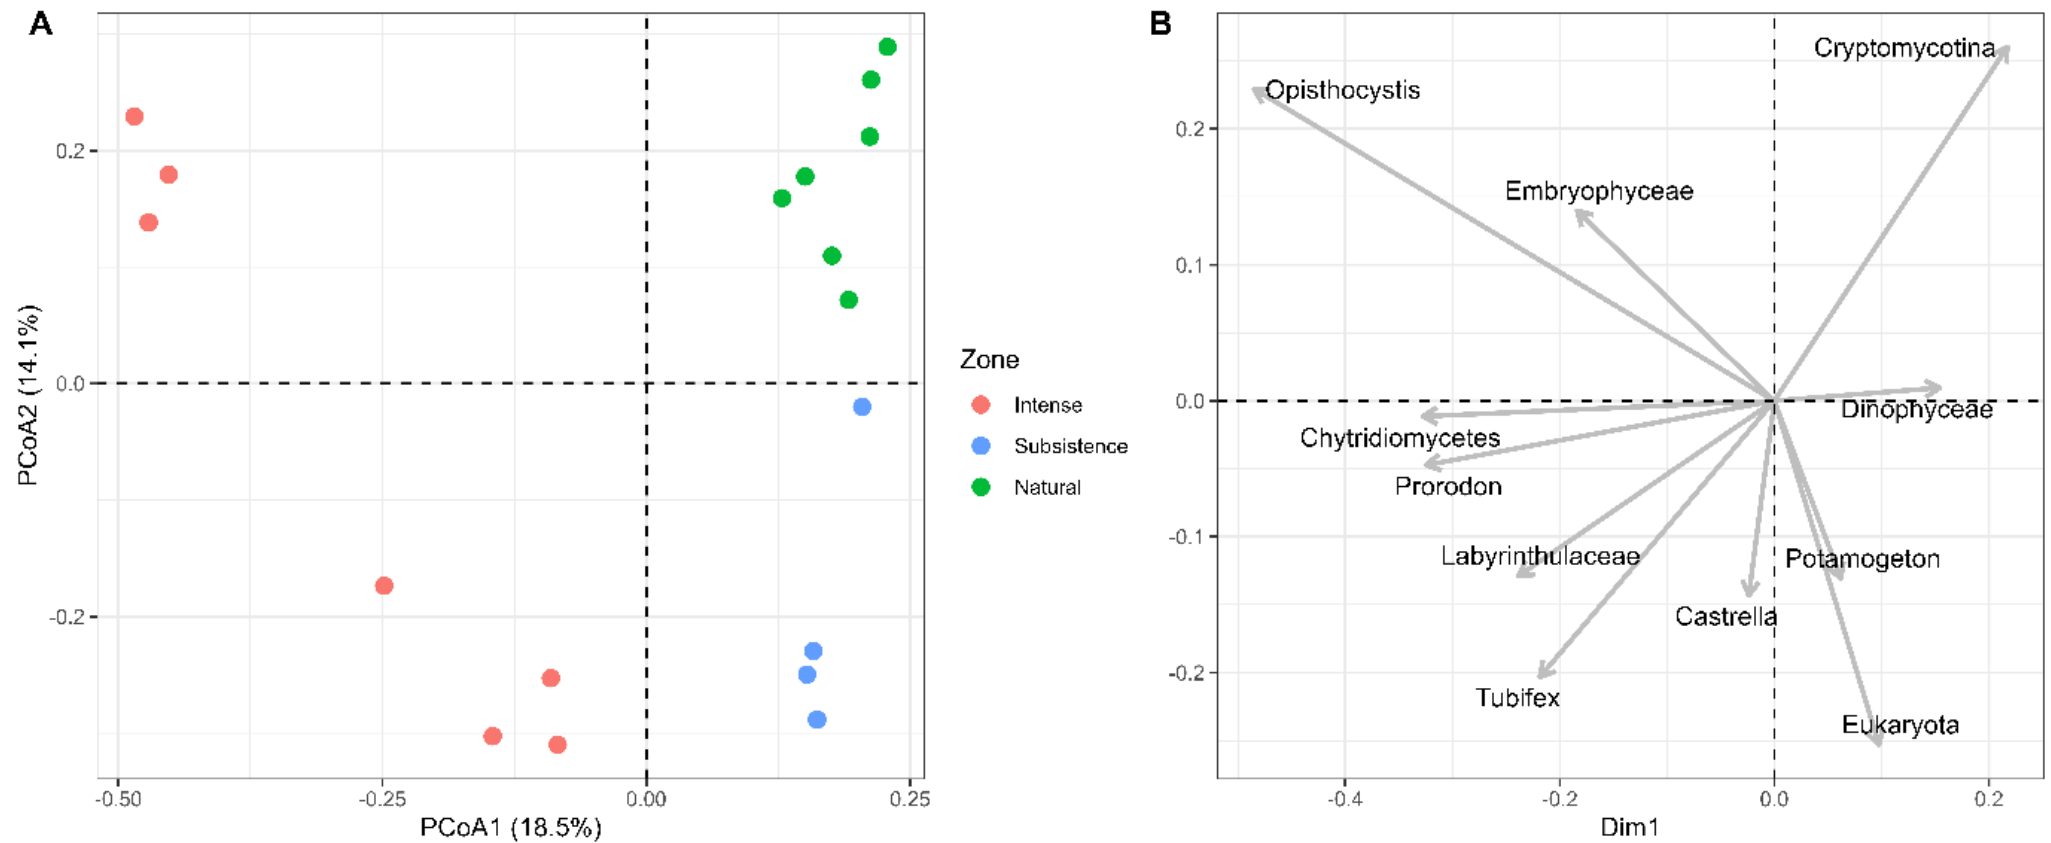 A
0.2
0.0
-0.2
PCoA2 (14.1%)
-0.50
-0.25
0.00
0.25
PCoA1 (18.5%)
Zone
Intense
Subsistence
Natural
B
Cryptomycotina
Opisthocystis
Embryophyceae
Dinophyceae
Chytridiomycetes
Prorodon
Labyrinthulaceae
Potamogeton
Castrella
Tubifex
Eukaryota
0.2
0.1
0.0
-0.1
-0.2
-0.4
-0.2
0.0
0.2
Dim1